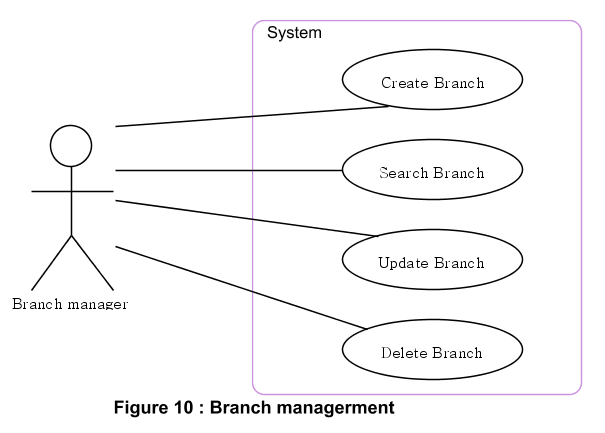 System
Create Branch
Search Branch
Update Branch
Delete Branch
Branch manager
Figure 10 : Branch managerment